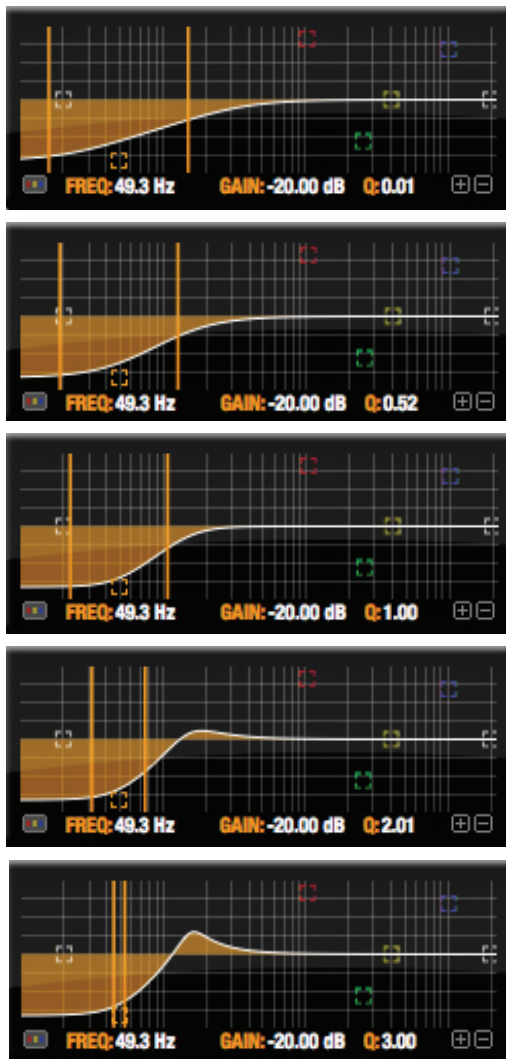 FREQ: 49.3 Hz GAIN: -20.00 dB Q: 0.01
FREQ: 49.3 Hz GAIN: -20.00 dB Q: 0.52
FREQ: 49.3 Hz GAIN: -20.00 dB Q: 1.00
FREQ: 49.3 Hz GAIN: -20.00 dB Q: 2.01
FREQ: 49.3 Hz GAIN: -20.00 dB Q: 3.00